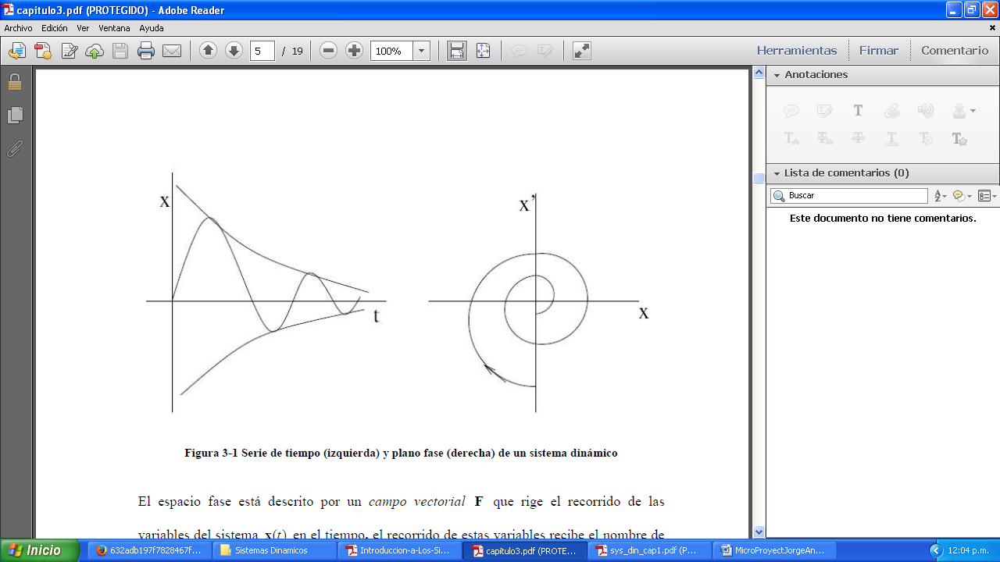 capitulo3.pdf (PROTEGIDO) - Adobe Reader
Archivo Edición Ver Ventana Ayuda
5 / 19 100% Herramientas Firmar Comentario
Anotaciones
Lista de comentarios (0)
Buscar
Este documento no tiene comentarios.
x
t
x’
x
Figura 3-1 Serie de tiempo (izquierda) y plano fase (derecha) de un sistema dinámico
El espacio fase está descrito por un campo vectorial F que rige el recorrido de las
variables del sistema x(t) en el tiempo, el recorrido de estas variables recibe el nombre de
Inicio 632adb197f7828467f... Sistemas Dinamicos Introduccion-a-Los-Si... capitulo3.pdf (PROTE... sys_din_cap1.pdf (P... MicroProyectJorgeAn... 12:04 p.m.